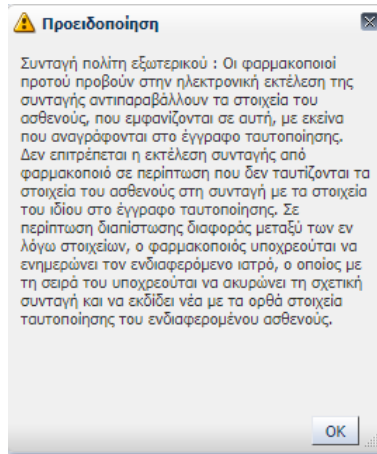 Προειδοποίηση
Συνταγή πολίτη εξωτερικού : Οι φαρμακοποιοί
προτού προβούν στην ηλεκτρονική εκτέλεση της
συνταγής αντιπαραβάλλουν τα στοιχεία του
ασθενούς, που εμφανίζονται σε αυτή, με εκείνα
που αναγράφονται στο έγγραφο ταυτοποίησης.
Δεν επιτρέπεται η εκτέλεση συνταγής από
φαρμακοποιό σε περίπτωση που δεν ταυτίζονται τα
στοιχεία του ασθενούς στη συνταγή με τα στοιχεία
του ιδίου στο έγγραφο ταυτοποίησης. Σε
περίπτωση διαπίστωσης διαφοράς μεταξύ των εν
λόγω στοιχείων, ο φαρμακοποιός υποχρεούται να
ενημερώνει τον ενδιαφερόμενο ιατρό, ο οποίος με
τη σειρά του υποχρεούται να ακυρώνει τη σχετική
συνταγή και να εκδίδει νέα με τα ορθά στοιχεία
ταυτοποίησης του ενδιαφερομένου ασθενούς.
OK